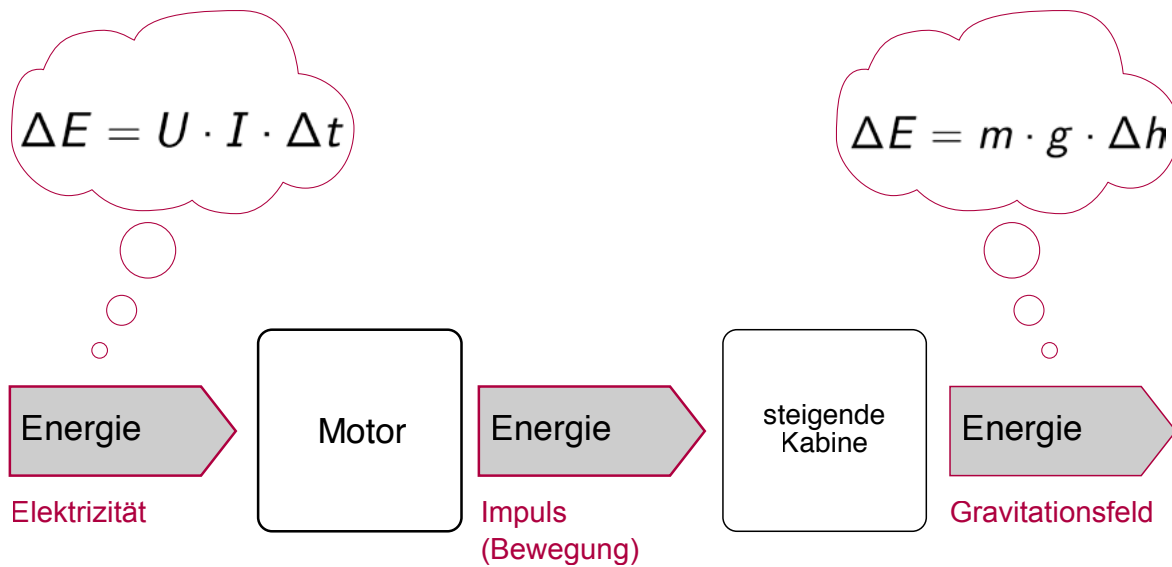 ΔE = U · I · Δt
ΔE = m · g · Δh
Energie
Motor
Energie
steigende
Kabine
Energie
Elektrizität
Impuls
(Bewegung)
Gravitationsfeld